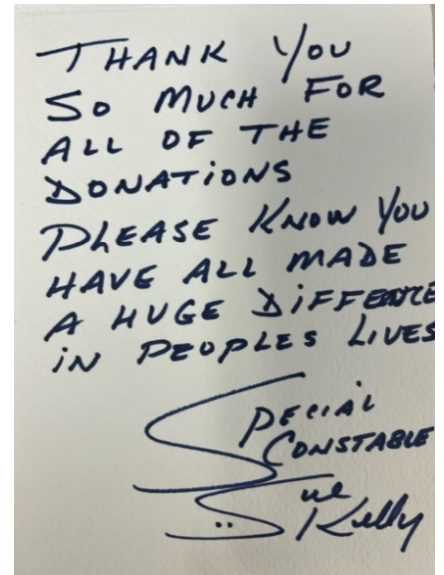 THANK YOU
SO MUCH FOR
ALL OF THE
DONATIONS
PLEASE KNOW YOU
HAVE ALL MADE
A HUGE DIFFERNCE
iN PEOPLES LIVES
SPECIAL
CONSTABLE
Sue
Kelly